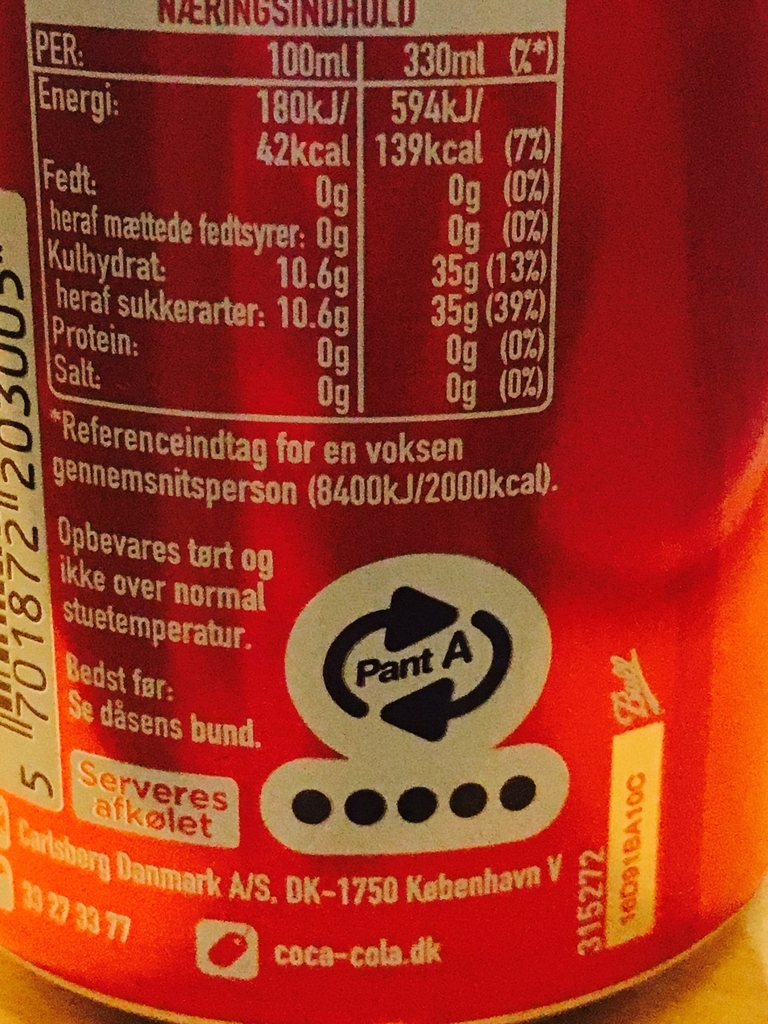 NÆRINGSINDHOLD
PER: 100ml 330ml (%*)
Energi: 180kJ/ 594kJ/
42kcal 139kcal (7%)
Fedt: 0g 0g (0%)
heraf mættede fedtsyrer: 0g 0g (0%)
Kulhydrat: 10.6g 35g (13%)
heraf sukkerarter: 10.6g 35g (39%)
Protein: 0g 0g (0%)
Salt: 0g 0g (0%)
*Referenceindtag for en voksen
gennemsnitsperson (8400kJ/2000kcal).
Opbevares tørt og
ikke over normal
stuetemperatur.
Bedst før:
Se dåsens bund.
Pant A
Serveres
afkølet
Carlsberg Danmark A/S, DK-1750 København V
33 27 33 77
coca-cola.dk
5 701872 203005
Ball
315272
16D91BA10C